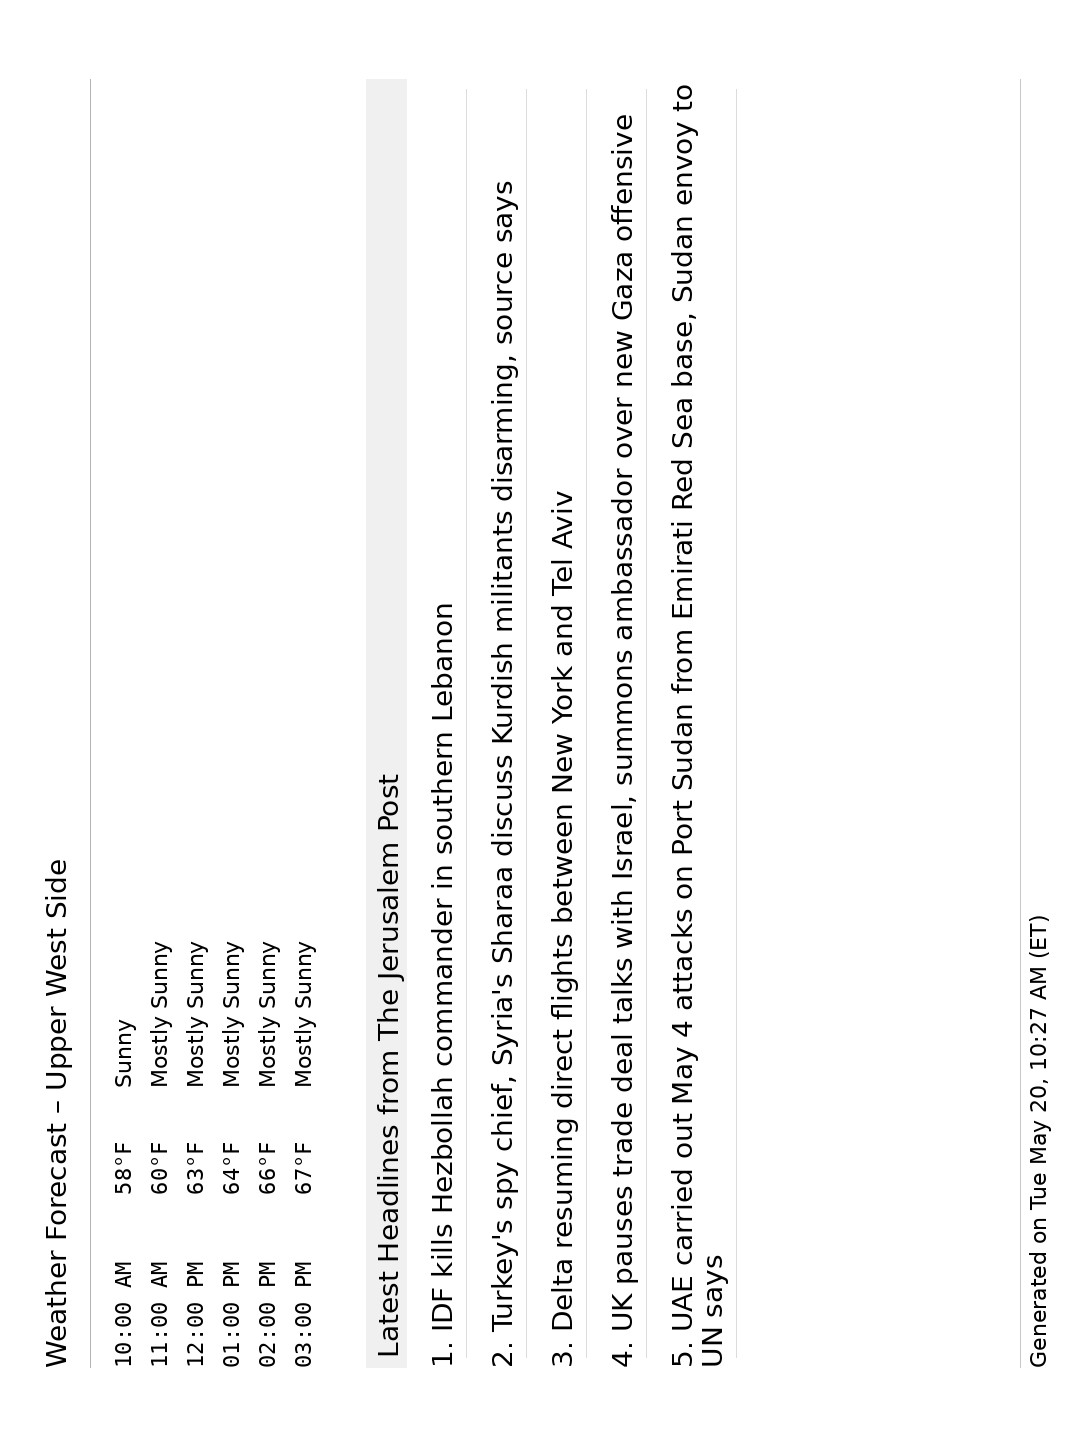 Weather Forecast – Upper West Side
10:00 AM 58°F Sunny
11:00 AM 60°F Mostly Sunny
12:00 PM 63°F Mostly Sunny
01:00 PM 64°F Mostly Sunny
02:00 PM 66°F Mostly Sunny
03:00 PM 67°F Mostly Sunny
Latest Headlines from The Jerusalem Post
1. IDF kills Hezbollah commander in southern Lebanon
2. Turkey's spy chief, Syria's Sharaa discuss Kurdish militants disarming, source says
3. Delta resuming direct flights between New York and Tel Aviv
4. UK pauses trade deal talks with Israel, summons ambassador over new Gaza offensive
5. UAE carried out May 4 attacks on Port Sudan from Emirati Red Sea base, Sudan envoy to
UN says
Generated on Tue May 20, 10:27 AM (ET)